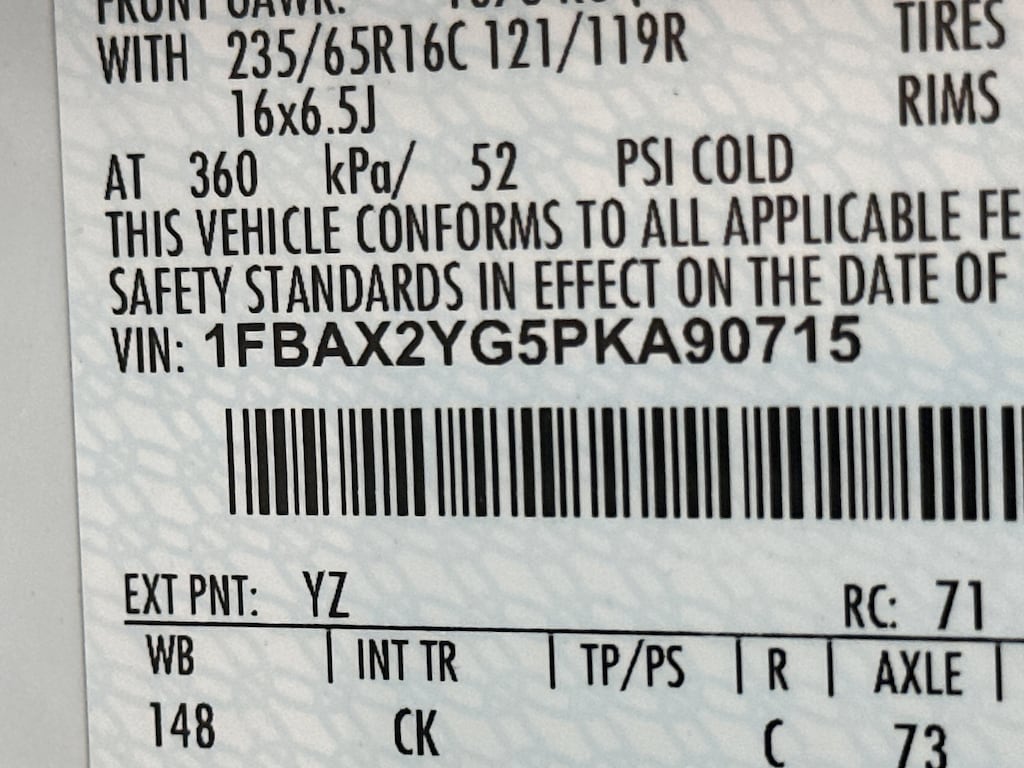 FRONT GAWR:
WITH 235/65R16C 121/119R TIRES
16x6.5J RIMS
AT 360 kPa/ 52 PSI COLD
THIS VEHICLE CONFORMS TO ALL APPLICABLE FE
SAFETY STANDARDS IN EFFECT ON THE DATE OF
VIN: 1FBAX2YG5PKA90715
EXT PNT: YZ RC: 71
WB | INT TR | TP/PS | R | AXLE |
148 CK C 73